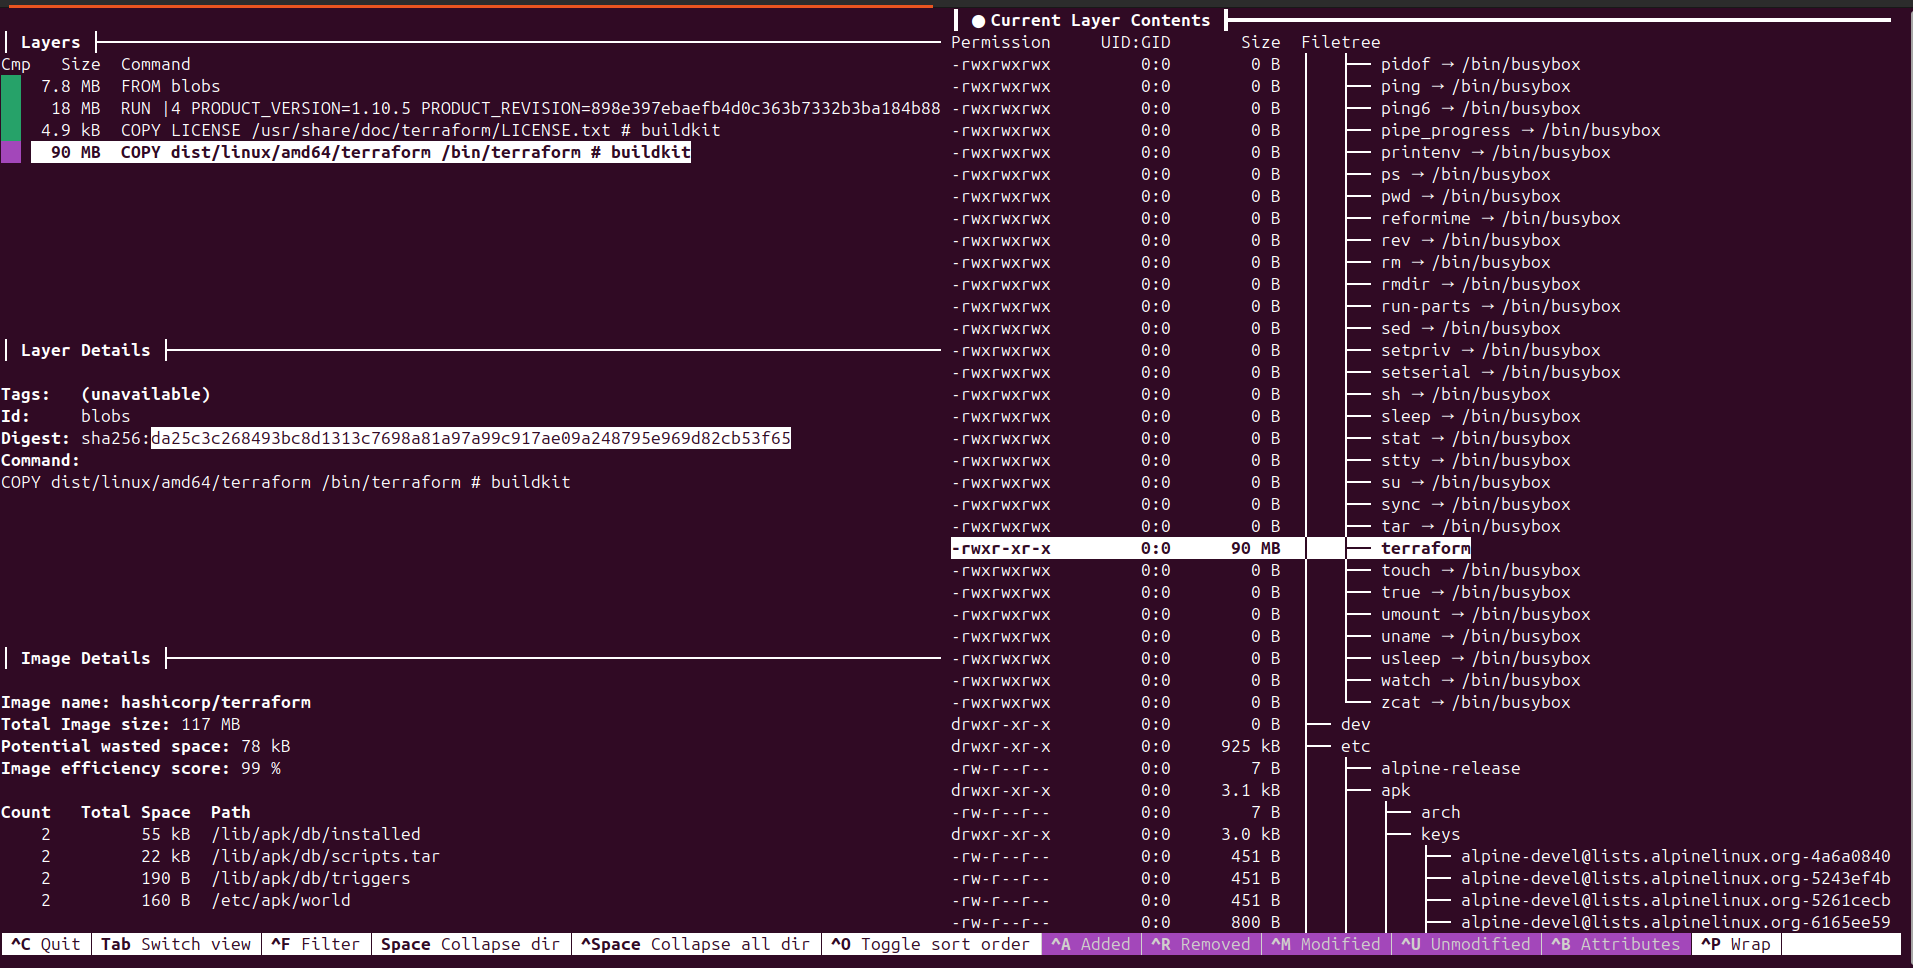 Layers
Cmp Size Command
7.8 MB FROM blobs
18 MB RUN |4 PRODUCT_VERSION=1.10.5 PRODUCT_REVISION=898e397ebaefb4d0c363b7332b3ba184b88
4.9 kB COPY LICENSE /usr/share/doc/terraform/LICENSE.txt # buildkit
90 MB COPY dist/linux/amd64/terraform /bin/terraform # buildkit
Layer Details
Tags: (unavailable)
Id: blobs
Digest: sha256:da25c3c268493bc8d1313c7698a81a97a99c917ae09a248795e969d82cb53f65
Command:
COPY dist/linux/amd64/terraform /bin/terraform # buildkit
Image Details
Image name: hashicorp/terraform
Total Image size: 117 MB
Potential wasted space: 78 kB
Image efficiency score: 99 %
Count Total Space Path
2 55 kB /lib/apk/db/installed
2 22 kB /lib/apk/db/scripts.tar
2 190 B /lib/apk/db/triggers
2 160 B /etc/apk/world
● Current Layer Contents
Permission UID:GID Size Filetree
-rwxrwxrwx 0:0 0 B pidof → /bin/busybox
-rwxrwxrwx 0:0 0 B ping → /bin/busybox
-rwxrwxrwx 0:0 0 B ping6 → /bin/busybox
-rwxrwxrwx 0:0 0 B pipe_progress → /bin/busybox
-rwxrwxrwx 0:0 0 B printenv → /bin/busybox
-rwxrwxrwx 0:0 0 B ps → /bin/busybox
-rwxrwxrwx 0:0 0 B pwd → /bin/busybox
-rwxrwxrwx 0:0 0 B reformime → /bin/busybox
-rwxrwxrwx 0:0 0 B rev → /bin/busybox
-rwxrwxrwx 0:0 0 B rm → /bin/busybox
-rwxrwxrwx 0:0 0 B rmdir → /bin/busybox
-rwxrwxrwx 0:0 0 B run-parts → /bin/busybox
-rwxrwxrwx 0:0 0 B sed → /bin/busybox
-rwxrwxrwx 0:0 0 B setpriv → /bin/busybox
-rwxrwxrwx 0:0 0 B setserial → /bin/busybox
-rwxrwxrwx 0:0 0 B sh → /bin/busybox
-rwxrwxrwx 0:0 0 B sleep → /bin/busybox
-rwxrwxrwx 0:0 0 B stat → /bin/busybox
-rwxrwxrwx 0:0 0 B stty → /bin/busybox
-rwxrwxrwx 0:0 0 B su → /bin/busybox
-rwxrwxrwx 0:0 0 B sync → /bin/busybox
-rwxrwxrwx 0:0 0 B tar → /bin/busybox
-rwxr-xr-x 0:0 90 MB terraform
-rwxrwxrwx 0:0 0 B touch → /bin/busybox
-rwxrwxrwx 0:0 0 B true → /bin/busybox
-rwxrwxrwx 0:0 0 B umount → /bin/busybox
-rwxrwxrwx 0:0 0 B uname → /bin/busybox
-rwxrwxrwx 0:0 0 B usleep → /bin/busybox
-rwxrwxrwx 0:0 0 B watch → /bin/busybox
-rwxrwxrwx 0:0 0 B zcat → /bin/busybox
drwxr-xr-x 0:0 0 B dev
drwxr-xr-x 0:0 925 kB etc
-rw-r--r-- 0:0 7 B alpine-release
drwxr-xr-x 0:0 3.1 kB apk
-rw-r--r-- 0:0 7 B arch
drwxr-xr-x 0:0 3.0 kB keys
-rw-r--r-- 0:0 451 B alpine-devel@lists.alpinelinux.org-4a6a0840
-rw-r--r-- 0:0 451 B alpine-devel@lists.alpinelinux.org-5243ef4b
-rw-r--r-- 0:0 451 B alpine-devel@lists.alpinelinux.org-5261cecb
-rw-r--r-- 0:0 800 B alpine-devel@lists.alpinelinux.org-6165ee59
^C Quit Tab Switch view ^F Filter Space Collapse dir ^Space Collapse all dir ^O Toggle sort order ^A Added ^R Removed ^M Modified ^U Unmodified ^B Attributes ^P Wrap